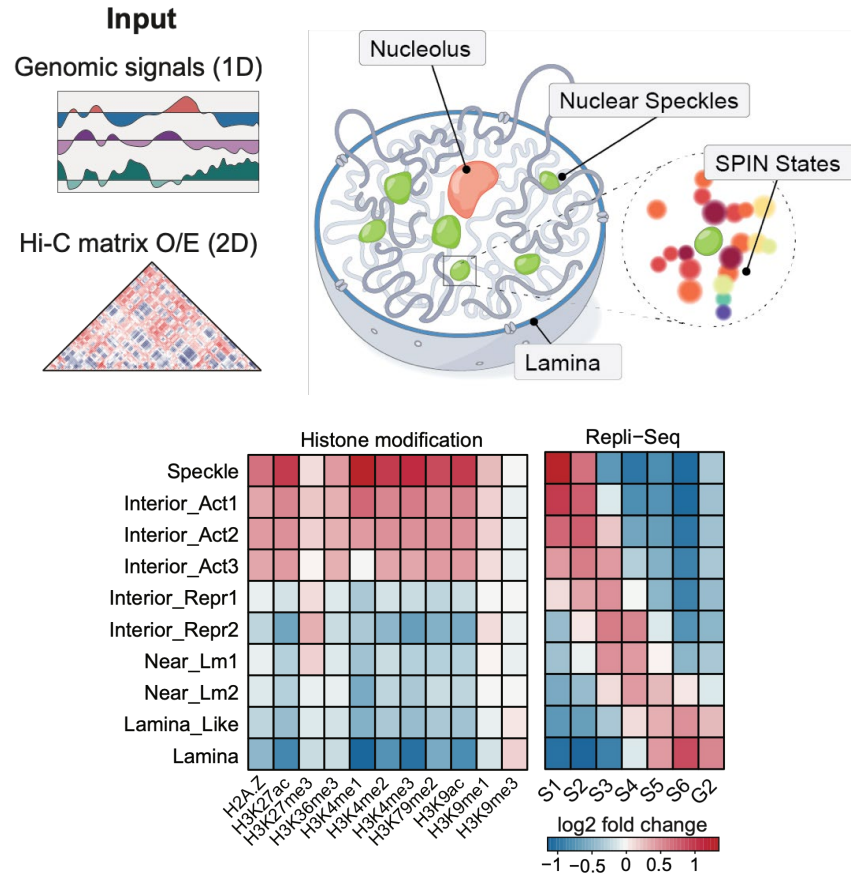 Input
Genomic signals (1D)
Hi-C matrix O/E (2D)
Nucleolus
Nuclear Speckles
SPIN States
Lamina
Histone modification
Repli-Seq
Speckle
Interior_Act1
Interior_Act2
Interior_Act3
Interior_Repr1
Interior_Repr2
Near_Lm1
Near_Lm2
Lamina_Like
Lamina
H2A.Z
H3K27ac
H3K27me3
H3K36me3
H3K4me1
H3K4me2
H3K4me3
H3K79me2
H3K9ac
H3K9me1
H3K9me3
S1
S2
S3
S4
S5
S6
G2
log2 fold change
−1 −0.5 0 0.5 1